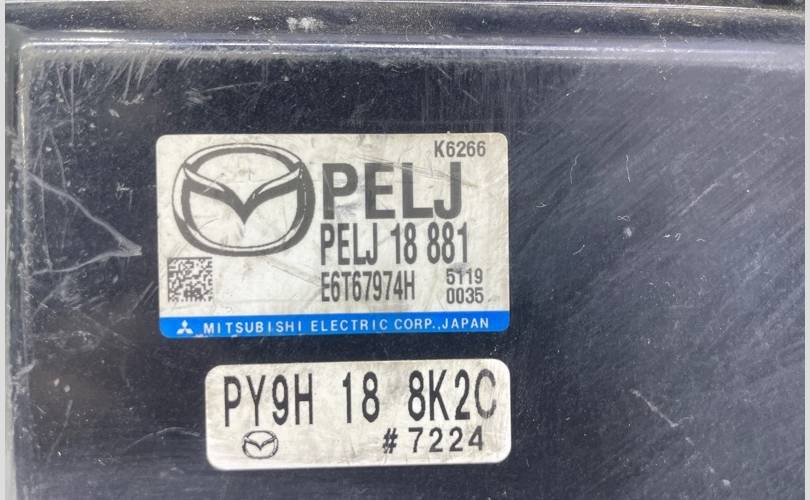 K6266
PELJ
PELJ 18 881
E6T67974H 5119
0035
MITSUBISHI ELECTRIC CORP., JAPAN
PY9H 18 8K2C
#7224